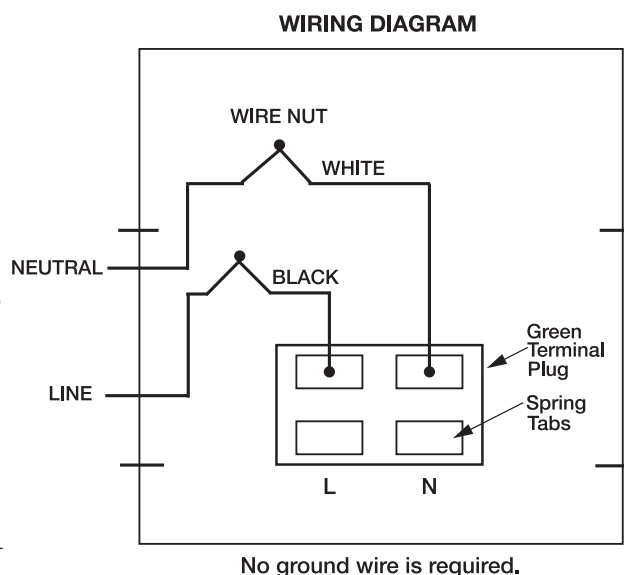 WIRING DIAGRAM
WIRE NUT
WHITE
NEUTRAL
BLACK
Green
Terminal
Plug
LINE
Spring
Tabs
L N
No ground wire is required.